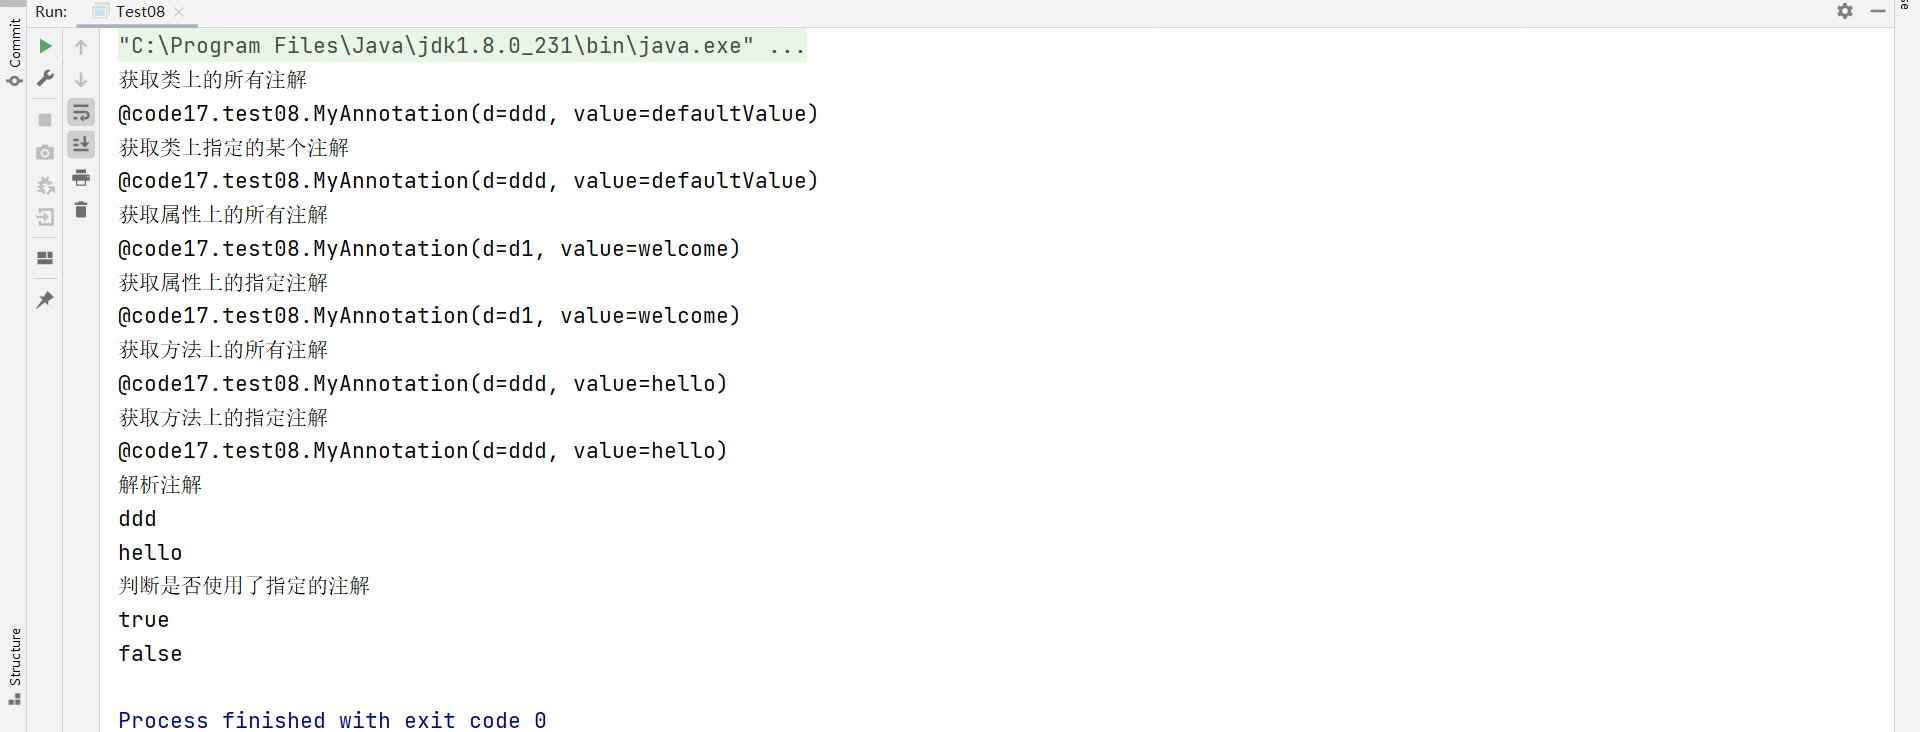 Run: Test08
Commit
"C:\Program Files\Java\jdk1.8.0_231\bin\java.exe" ...
获取类上的所有注解
@code17.test08.MyAnnotation(d=ddd, value=defaultValue)
获取类上指定的某个注解
@code17.test08.MyAnnotation(d=ddd, value=defaultValue)
获取属性上的所有注解
@code17.test08.MyAnnotation(d=d1, value=welcome)
获取属性上的指定注解
@code17.test08.MyAnnotation(d=d1, value=welcome)
获取方法上的所有注解
@code17.test08.MyAnnotation(d=ddd, value=hello)
获取方法上的指定注解
@code17.test08.MyAnnotation(d=ddd, value=hello)
解析注解
ddd
hello
判断是否使用了指定的注解
true
false
Structure
Process finished with exit code 0